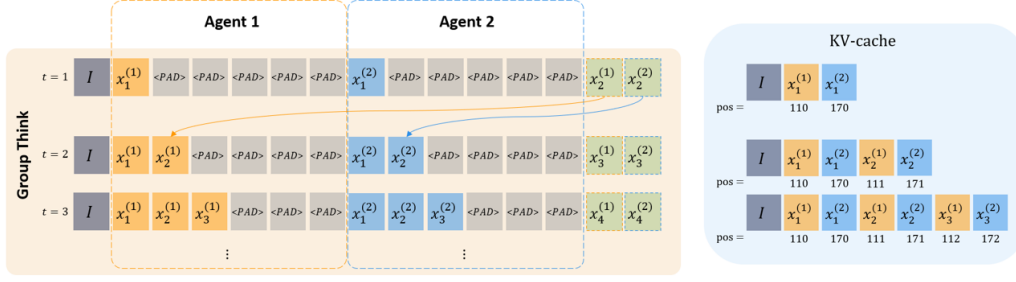 Agent 1
Agent 2
Group Think
t = 1 I x₁⁽¹⁾ <PAD> <PAD> <PAD> <PAD> <PAD> x₁⁽²⁾ <PAD> <PAD> <PAD> <PAD> <PAD> x₂⁽¹⁾ x₂⁽²⁾
t = 2 I x₁⁽¹⁾ x₂⁽¹⁾ <PAD> <PAD> <PAD> <PAD> x₁⁽²⁾ x₂⁽²⁾ <PAD> <PAD> <PAD> <PAD> x₃⁽¹⁾ x₃⁽²⁾
t = 3 I x₁⁽¹⁾ x₂⁽¹⁾ x₃⁽¹⁾ <PAD> <PAD> <PAD> x₁⁽²⁾ x₂⁽²⁾ x₃⁽²⁾ <PAD> <PAD> <PAD> x₄⁽¹⁾ x₄⁽²⁾
⋮ ⋮
KV-cache
I x₁⁽¹⁾ x₁⁽²⁾
pos = 110 170
I x₁⁽¹⁾ x₁⁽²⁾ x₂⁽¹⁾ x₂⁽²⁾
pos = 110 170 111 171
I x₁⁽¹⁾ x₁⁽²⁾ x₂⁽¹⁾ x₂⁽²⁾ x₃⁽¹⁾ x₃⁽²⁾
pos = 110 170 111 171 112 172